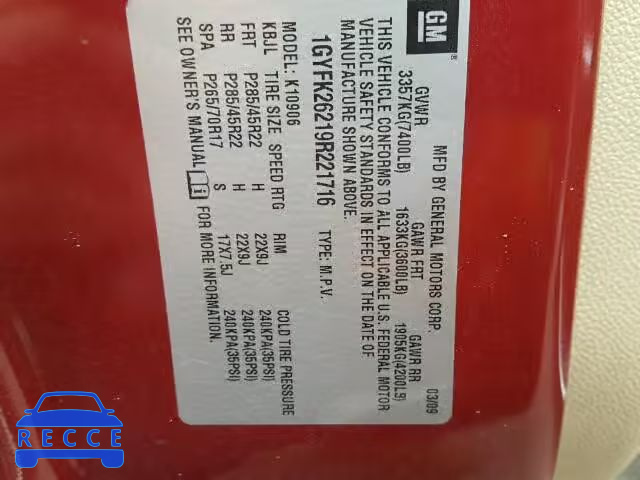 GM ®
MFD BY GENERAL MOTORS CORP. 03/09
GVWR GAWR FRT GAWR RR
3357KG(7400LB) 1633KG(3600LB) 1905KG(4200LB)
THIS VEHICLE CONFORMS TO ALL APPLICABLE U.S. FEDERAL MOTOR
VEHICLE SAFETY STANDARDS IN EFFECT ON THE DATE OF
MANUFACTURE SHOWN ABOVE.
1GYFK26219R221716 TYPE: M.P.V.
MODEL: K10906
KBJL TIRE SIZE SPEED RTG RIM COLD TIRE PRESSURE
FRT P285/45R22 H 22X9J 240KPA(35PSI)
RR P285/45R22 H 22X9J 240KPA(35PSI)
SPA P265/70R17 S 17X7.5J 240KPA(35PSI)
SEE OWNER'S MANUAL i FOR MORE INFORMATION.
RECCE